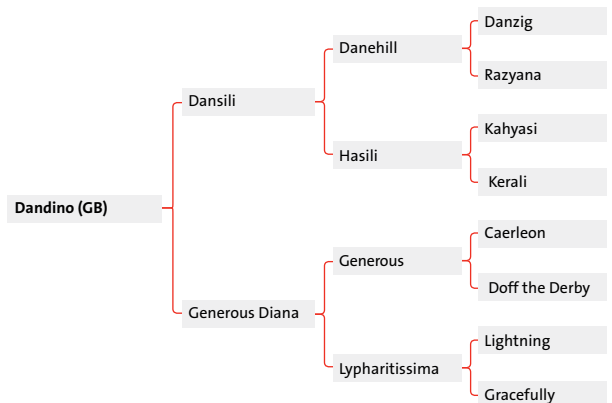 Danzig
Danehill
Razyana
Dansili
Kahyasi
Hasili
Kerali
Dandino (GB)
Caerleon
Generous
Doff the Derby
Generous Diana
Lightning
Lypharitissima
Gracefully